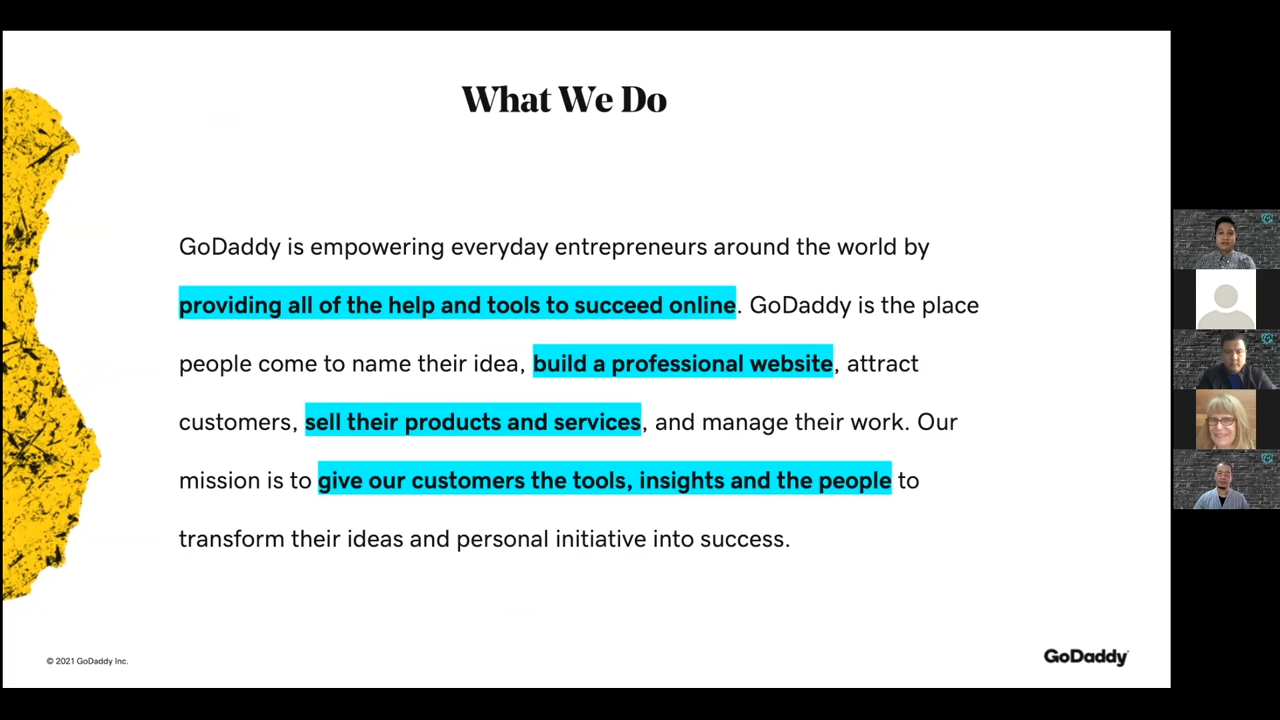 What We Do
GoDaddy is empowering everyday entrepreneurs around the world by
providing all of the help and tools to succeed online. GoDaddy is the place
people come to name their idea, build a professional website, attract
customers, sell their products and services, and manage their work. Our
mission is to give our customers the tools, insights and the people to
transform their ideas and personal initiative into success.
© 2021 GoDaddy Inc.
GoDaddy